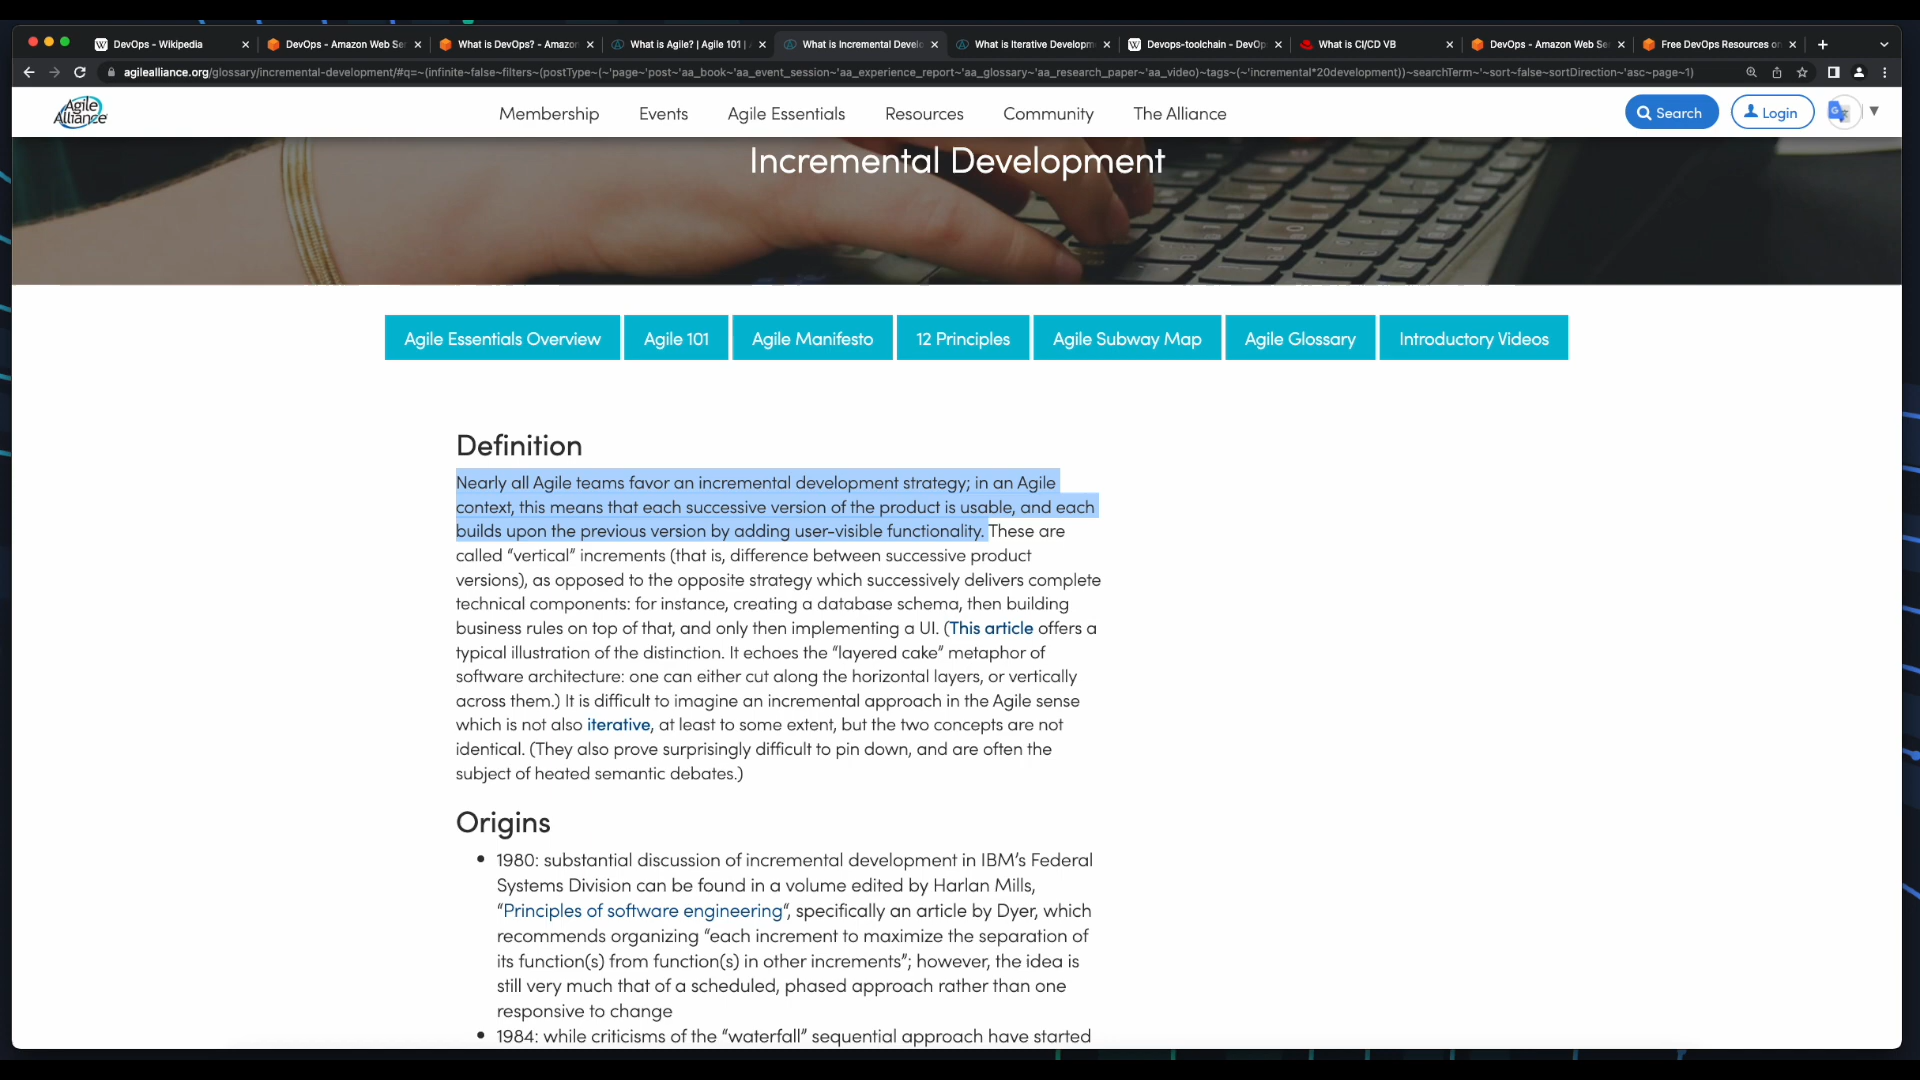 DevOps - Wikipedia
DevOps - Amazon Web Se
What is DevOps? - Amazon
What is Agile? | Agile 101 |
What is Incremental Develo
What is Iterative Developm
Devops-toolchain - DevOp
What is CI/CD VB
DevOps - Amazon Web Se
Free DevOps Resources on
agilealliance.org/glossary/incremental-development/#q=~(infinite~false~filters~(postType~(~'page~'post~'aa_book~'aa_event_session~'aa_experience_report~'aa_glossary~'aa_research_paper~'aa_video)~tags~(~'incremental*20development))~searchTerm~'~sort~false~sortDirection~'asc~page~1)
Agile Alliance
Membership
Events
Agile Essentials
Resources
Community
The Alliance
Search
Login
Incremental Development
Agile Essentials Overview
Agile 101
Agile Manifesto
12 Principles
Agile Subway Map
Agile Glossary
Introductory Videos
Definition
Nearly all Agile teams favor an incremental development strategy; in an Agile
context, this means that each successive version of the product is usable, and each
builds upon the previous version by adding user-visible functionality. These are
called “vertical” increments (that is, difference between successive product
versions), as opposed to the opposite strategy which successively delivers complete
technical components: for instance, creating a database schema, then building
business rules on top of that, and only then implementing a UI. (This article offers a
typical illustration of the distinction. It echoes the “layered cake” metaphor of
software architecture: one can either cut along the horizontal layers, or vertically
across them.) It is difficult to imagine an incremental approach in the Agile sense
which is not also iterative, at least to some extent, but the two concepts are not
identical. (They also prove surprisingly difficult to pin down, and are often the
subject of heated semantic debates.)
Origins
• 1980: substantial discussion of incremental development in IBM’s Federal
Systems Division can be found in a volume edited by Harlan Mills,
“Principles of software engineering“, specifically an article by Dyer, which
recommends organizing “each increment to maximize the separation of
its function(s) from function(s) in other increments”; however, the idea is
still very much that of a scheduled, phased approach rather than one
responsive to change
• 1984: while criticisms of the “waterfall” sequential approach have started